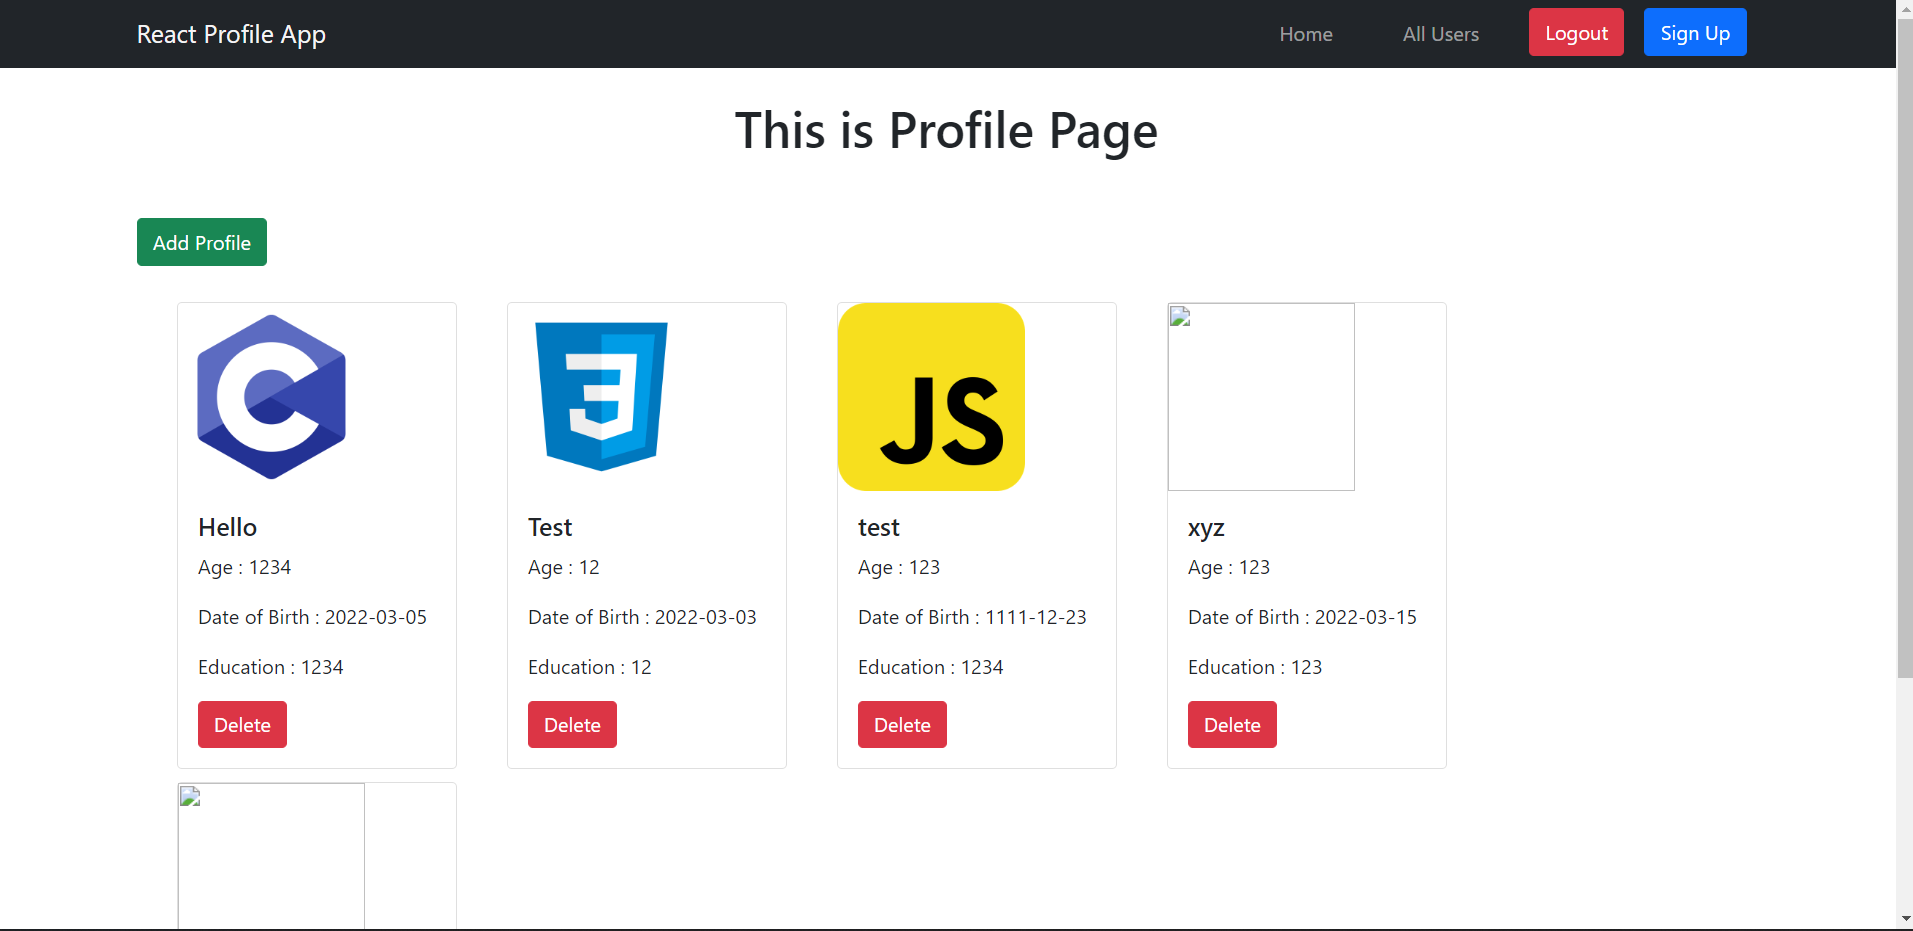 React Profile App
Home
All Users
Logout
Sign Up
This is Profile Page
Add Profile
C
Hello
Age : 1234
Date of Birth : 2022-03-05
Education : 1234
Delete
3
Test
Age : 12
Date of Birth : 2022-03-03
Education : 12
Delete
JS
test
Age : 123
Date of Birth : 1111-12-23
Education : 1234
Delete
xyz
Age : 123
Date of Birth : 2022-03-15
Education : 123
Delete